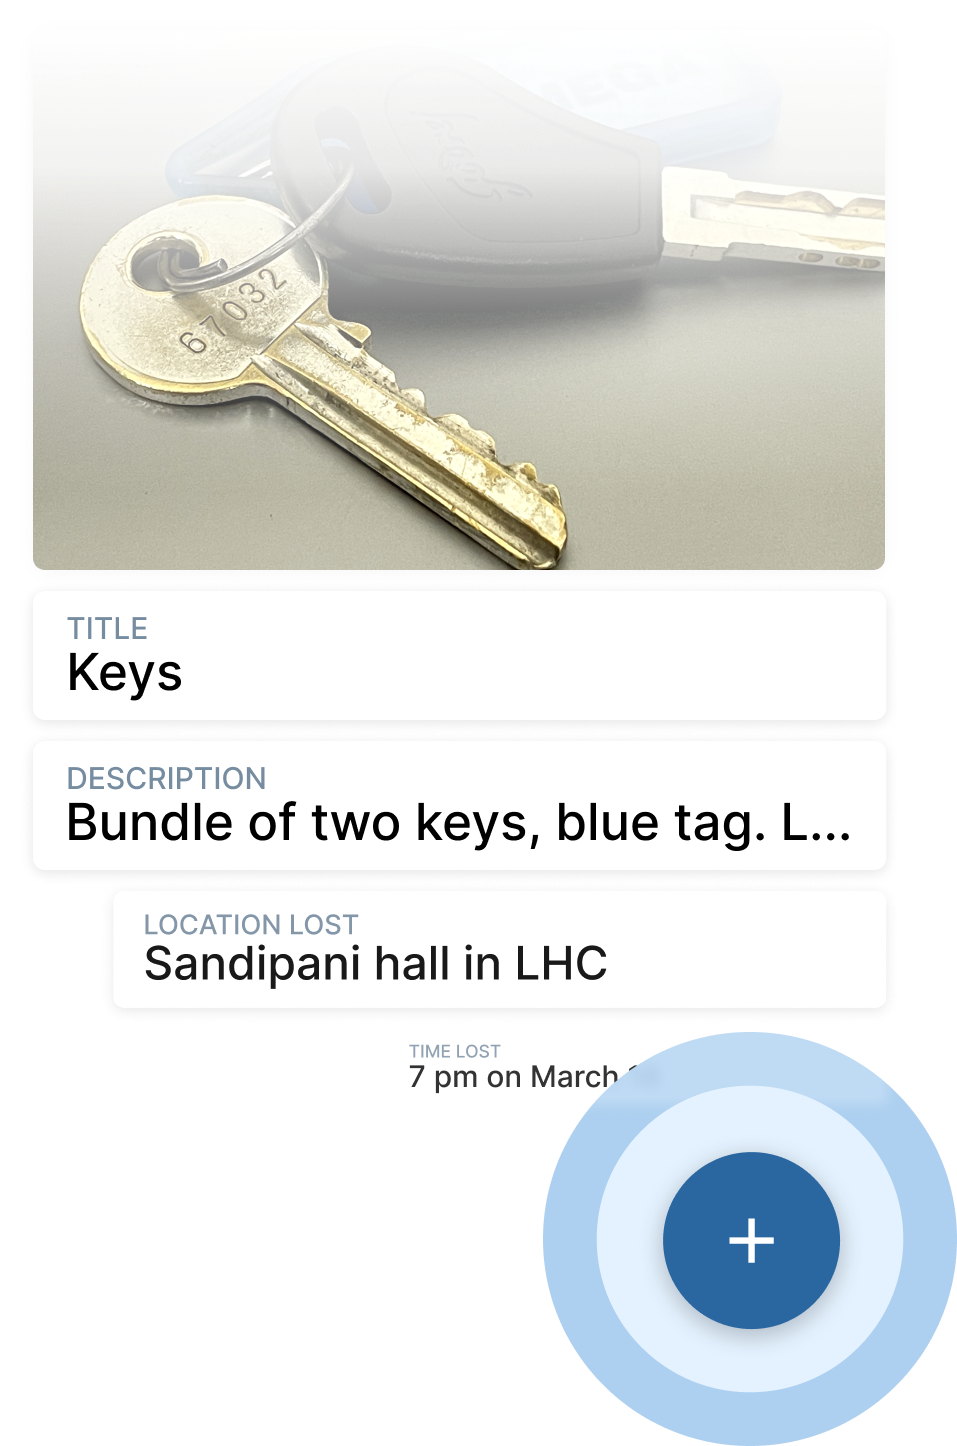 67032
TITLE
Keys
DESCRIPTION
Bundle of two keys, blue tag. L...
LOCATION LOST
Sandipani hall in LHC
TIME LOST
7 pm on March
+